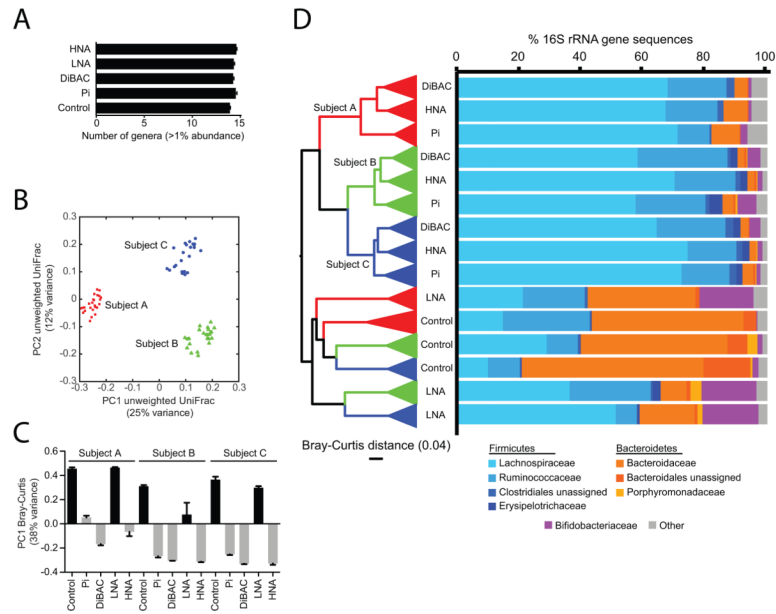 A
HNA
LNA
DiBAC
Pi
Control
0 5 10 15
Number of genera (>1% abundance)
B
0.3
0.2
0.1
0
-0.1
-0.2
-0.3
PC2 unweighted UniFrac
(12% variance)
Subject C
Subject A
Subject B
-0.3 -0.2 -0.1 0 0.1 0.2 0.3
PC1 unweighted UniFrac
(25% variance)
C
Subject A Subject B Subject C
PC1 Bray-Curtis
(38% variance)
0.6
0.4
0.2
0.0
-0.2
-0.4
Control Pi DiBAC LNA HNA Control Pi DiBAC LNA HNA Control Pi DiBAC LNA HNA
D
% 16S rRNA gene sequences
0 20 40 60 80 100
Subject A
Subject B
Subject C
DiBAC
HNA
Pi
DiBAC
HNA
Pi
DiBAC
HNA
Pi
LNA
Control
Control
Control
LNA
LNA
Bray-Curtis distance (0.04)
Firmicutes
Lachnospiraceae
Ruminococcaceae
Clostridiales unassigned
Erysipelotrichaceae
Bacteroidetes
Bacteroidaceae
Bacteroidales unassigned
Porphyromonadaceae
Bifidobacteriaceae
Other